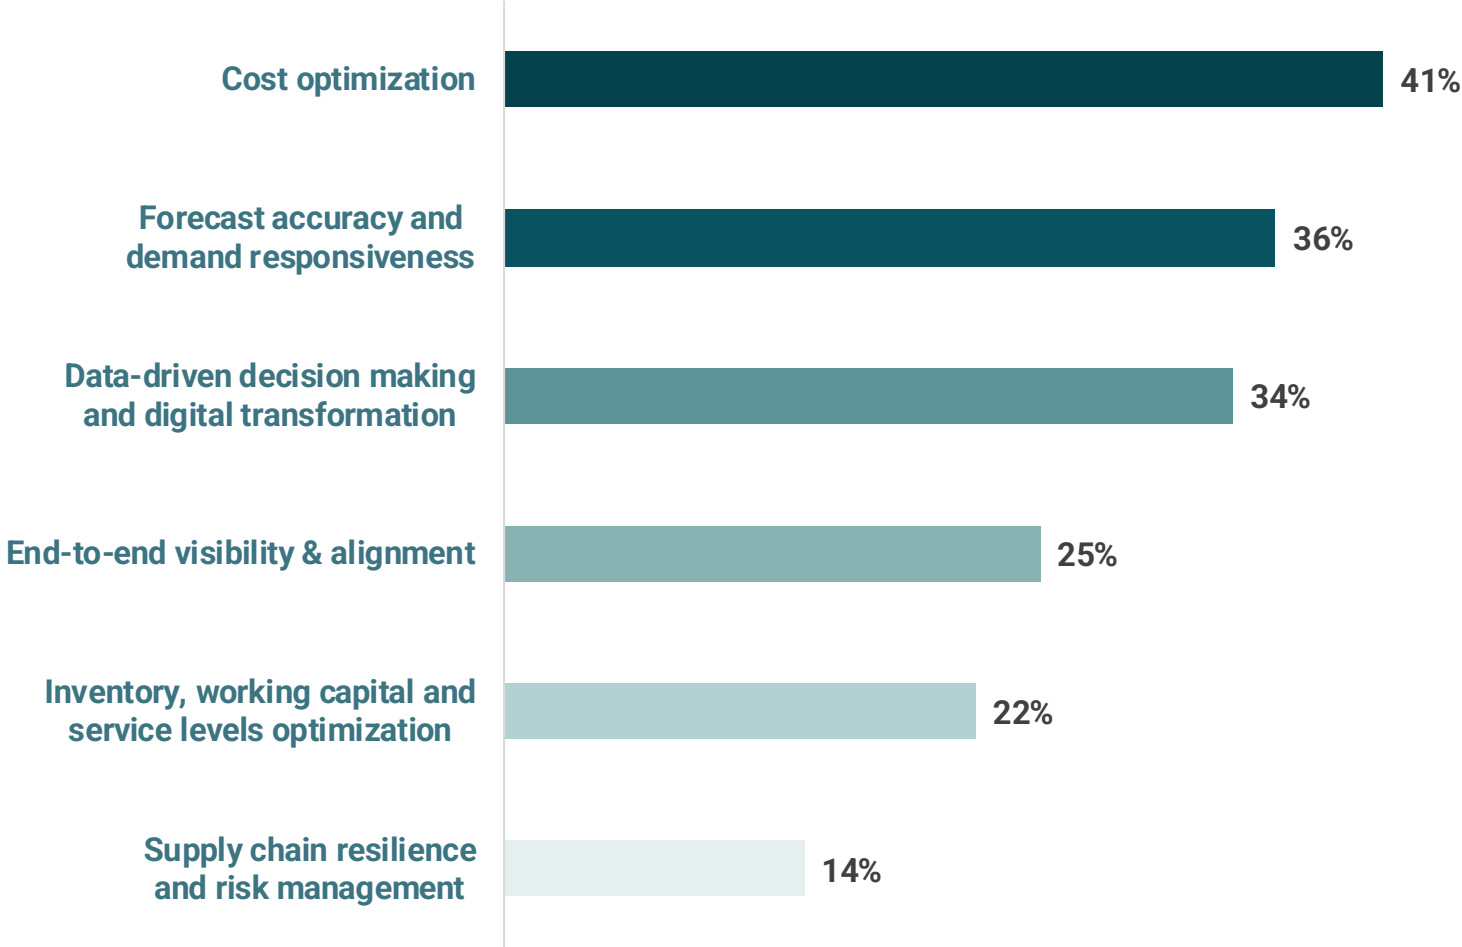 Cost optimization
41%
Forecast accuracy and
demand responsiveness
36%
Data-driven decision making
and digital transformation
34%
End-to-end visibility & alignment
25%
Inventory, working capital and
service levels optimization
22%
Supply chain resilience
and risk management
14%